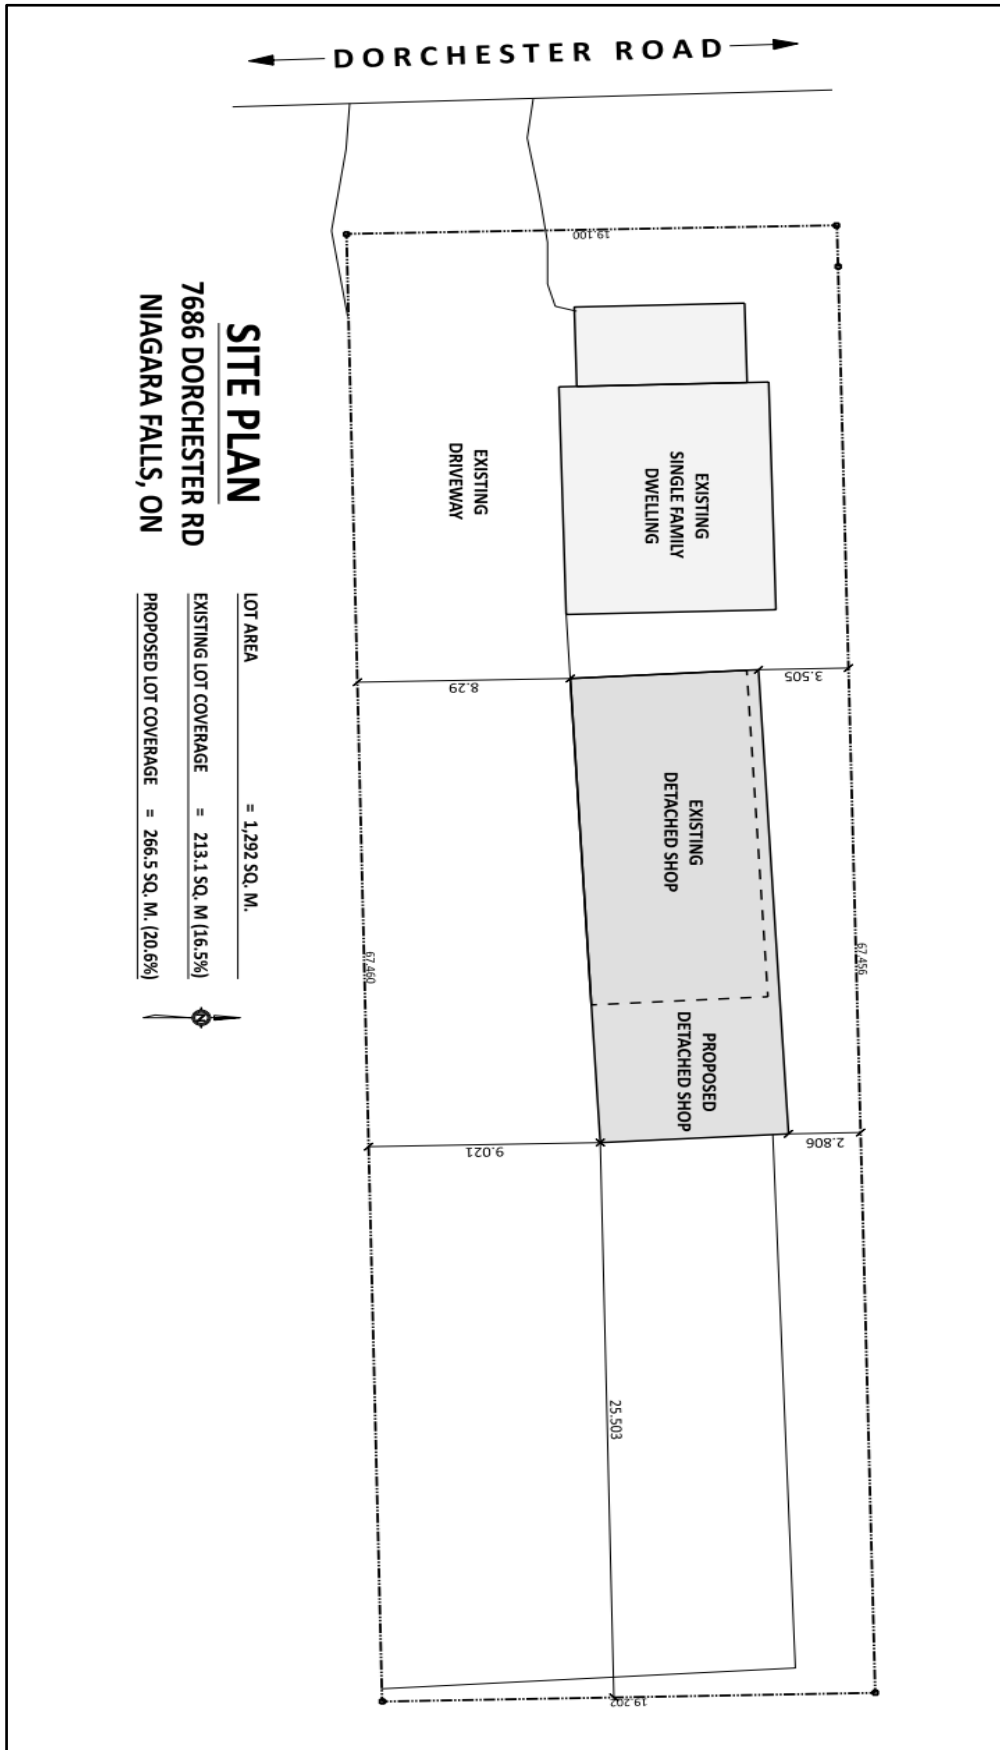 DORCHESTER ROAD
19.100
SITE PLAN
7686 DORCHESTER RD
NIAGARA FALLS, ON
LOT AREA = 1,292 SQ. M.
EXISTING LOT COVERAGE = 213.1 SQ. M (16.5%)
PROPOSED LOT COVERAGE = 266.5 SQ. M. (20.6%)
N
EXISTING
DRIVEWAY
EXISTING
SINGLE FAMILY
DWELLING
8.29
3.505
EXISTING
DETACHED SHOP
67.460
67.456
PROPOSED
DETACHED SHOP
9.021
2.806
25.503
19.202